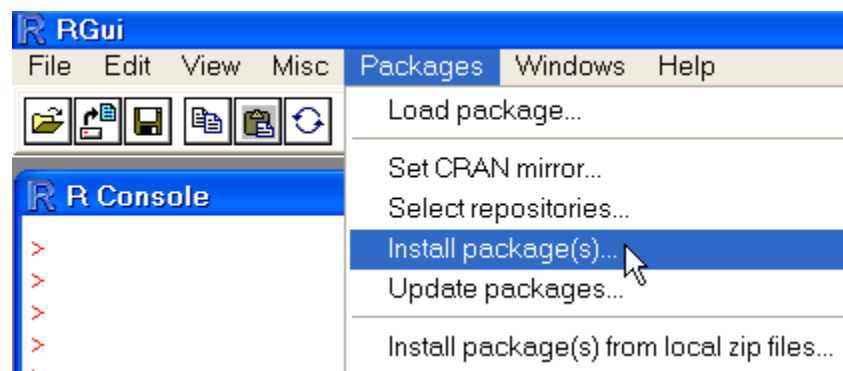 RGui
File Edit View Misc Packages Windows Help
Load package...
Set CRAN mirror...
Select repositories...
Install package(s)...
Update packages...
Install package(s) from local zip files...
R Console
>
>
>
>